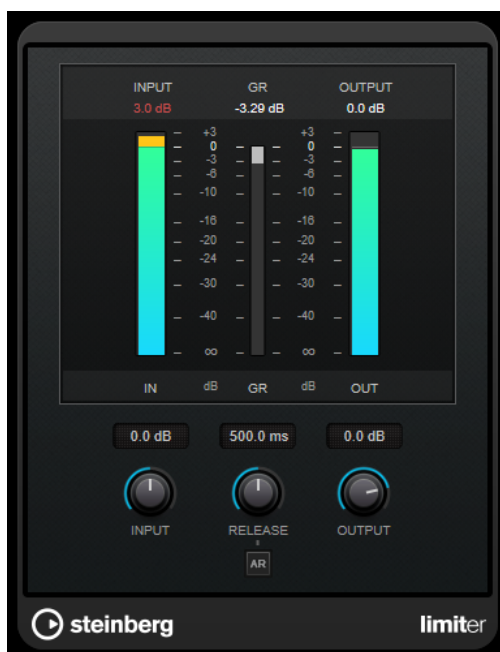 INPUT GR OUTPUT
3.0 dB -3.29 dB 0.0 dB
+3 +3
0 0
-3 -3
-6 -6
-10 -10
-16 -16
-20 -20
-24 -24
-30 -30
-40 -40
∞ ∞
IN dB GR dB OUT
0.0 dB 500.0 ms 0.0 dB
INPUT RELEASE OUTPUT
AR
steinberg limiter